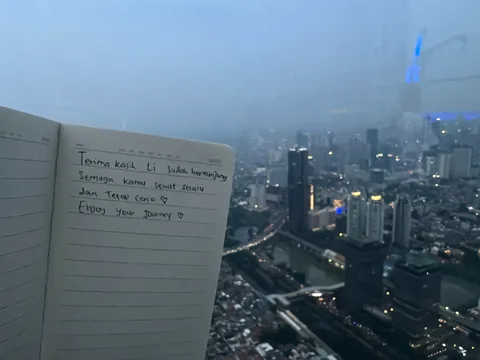 Terima kasih Li sudah berkunjung
Semoga kamu sehat selalu
dan Tetap ceria ♡
Enjoy your journey ♡